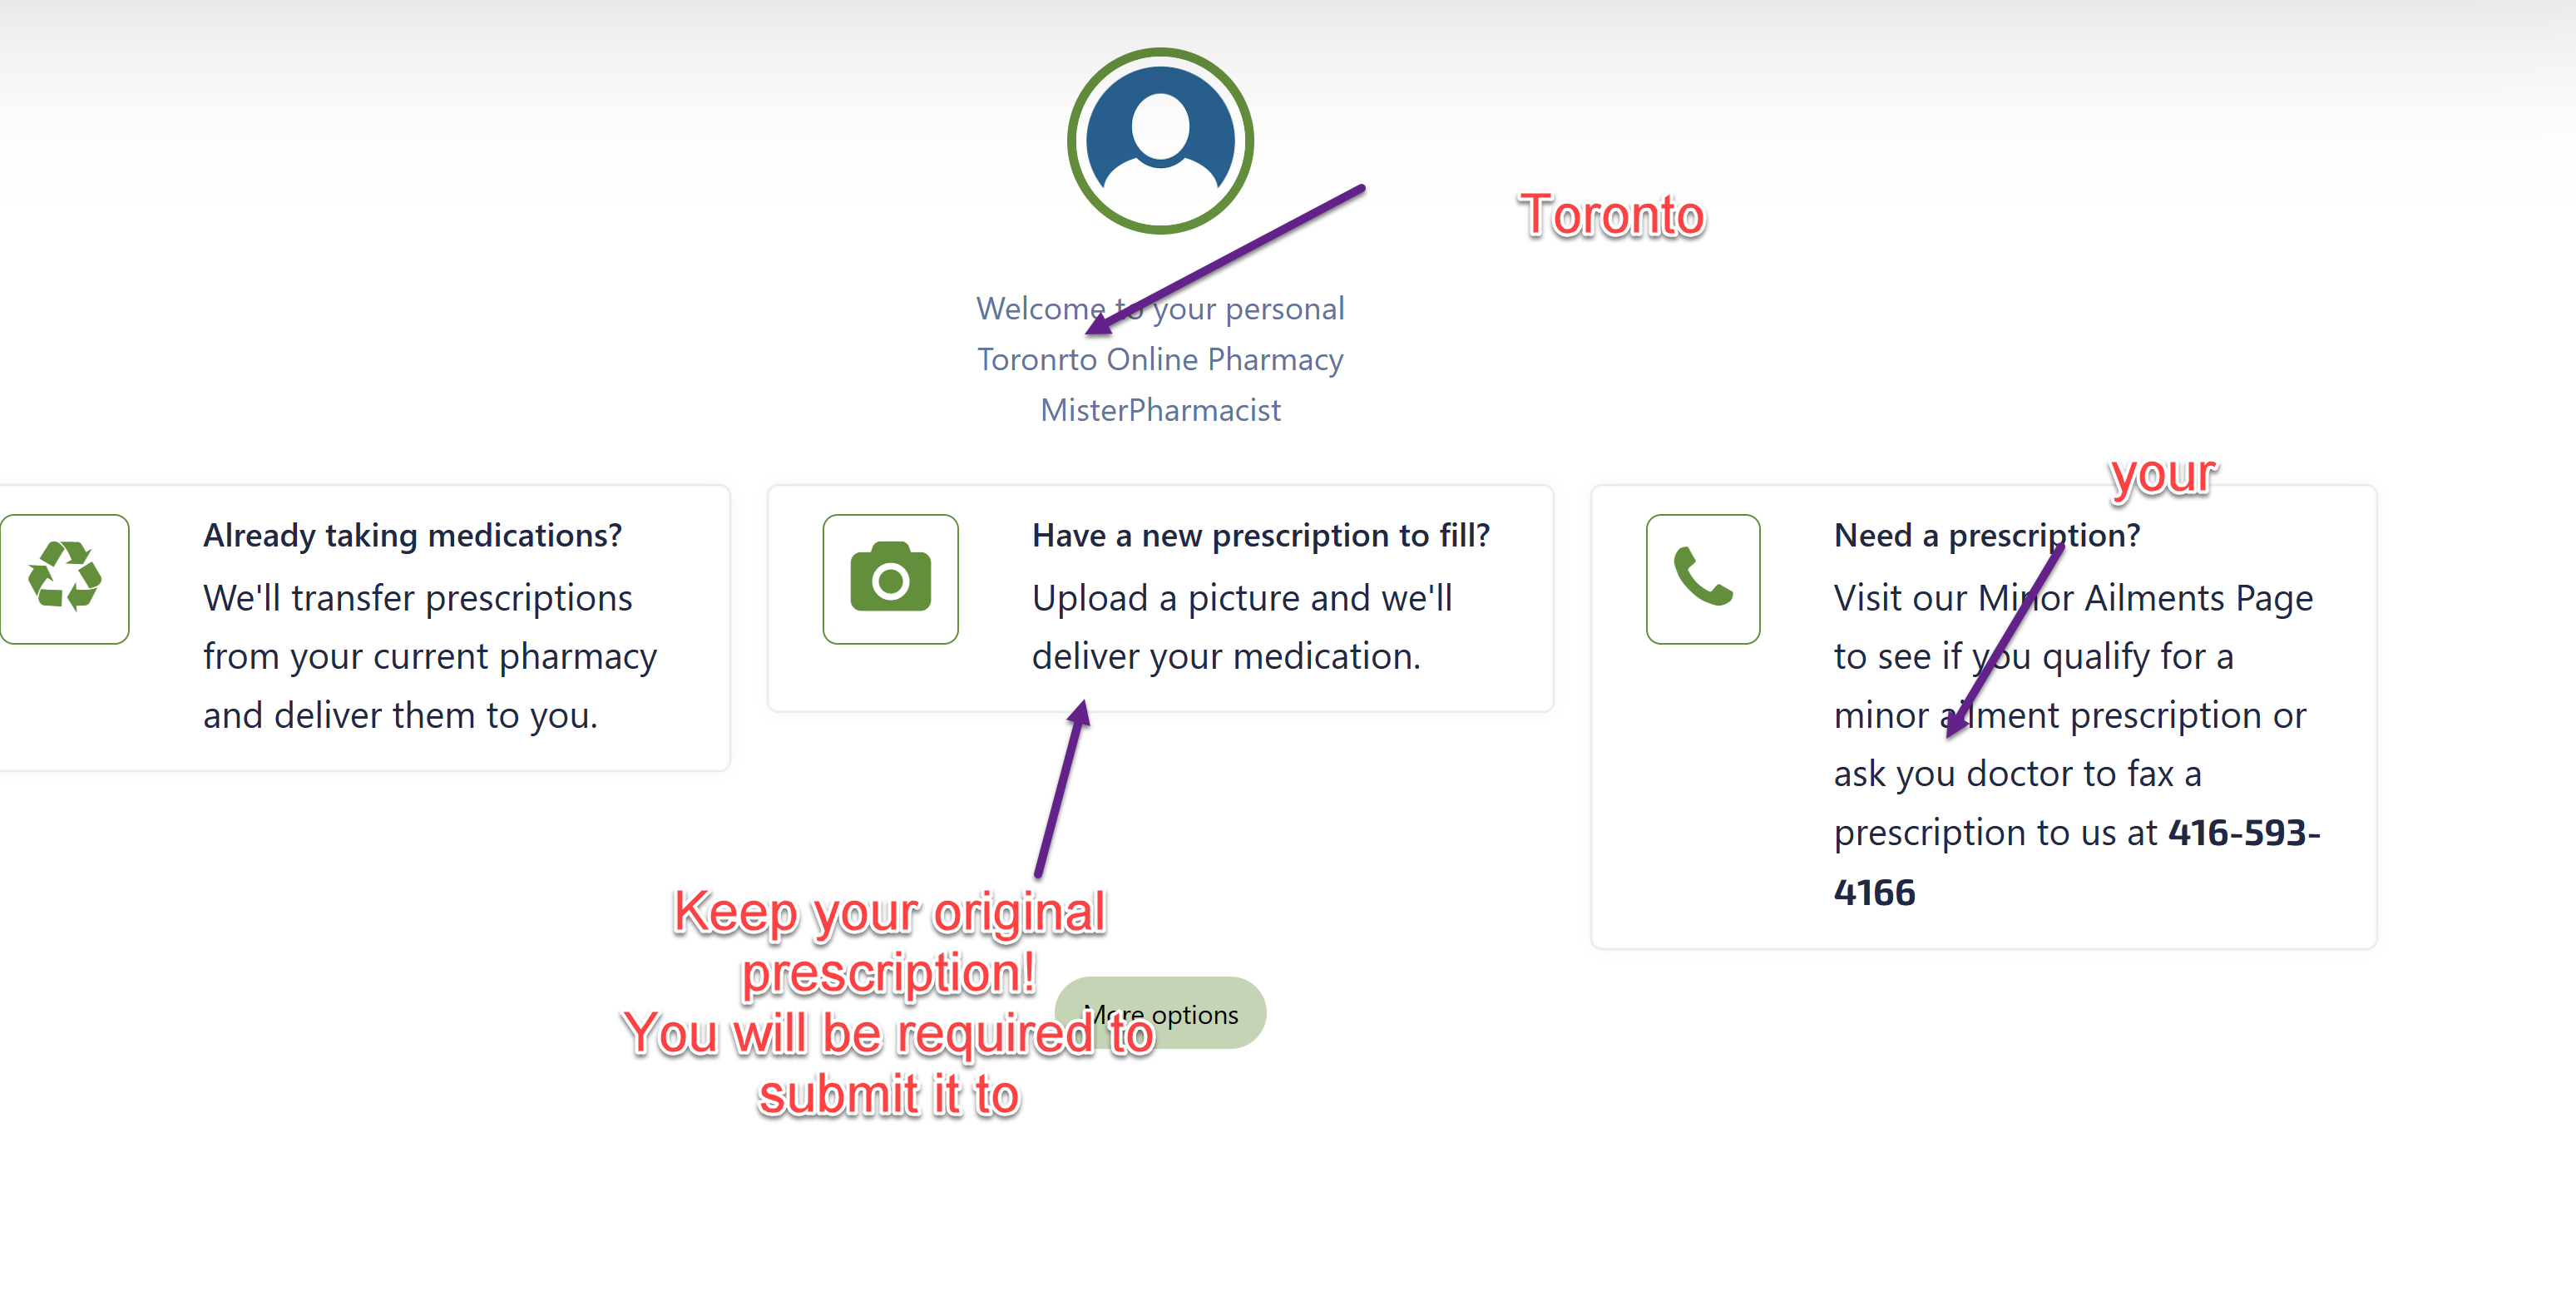 Toronto
Welcome to your personal
Toronrto Online Pharmacy
MisterPharmacist
Already taking medications?
We'll transfer prescriptions
from your current pharmacy
and deliver them to you.
Have a new prescription to fill?
Upload a picture and we'll
deliver your medication.
your
Need a prescription?
Visit our Minor Ailments Page
to see if you qualify for a
minor ailment prescription or
ask you doctor to fax a
prescription to us at 416-593-
4166
Keep your original
prescription!
You will be required to
submit it to
More options